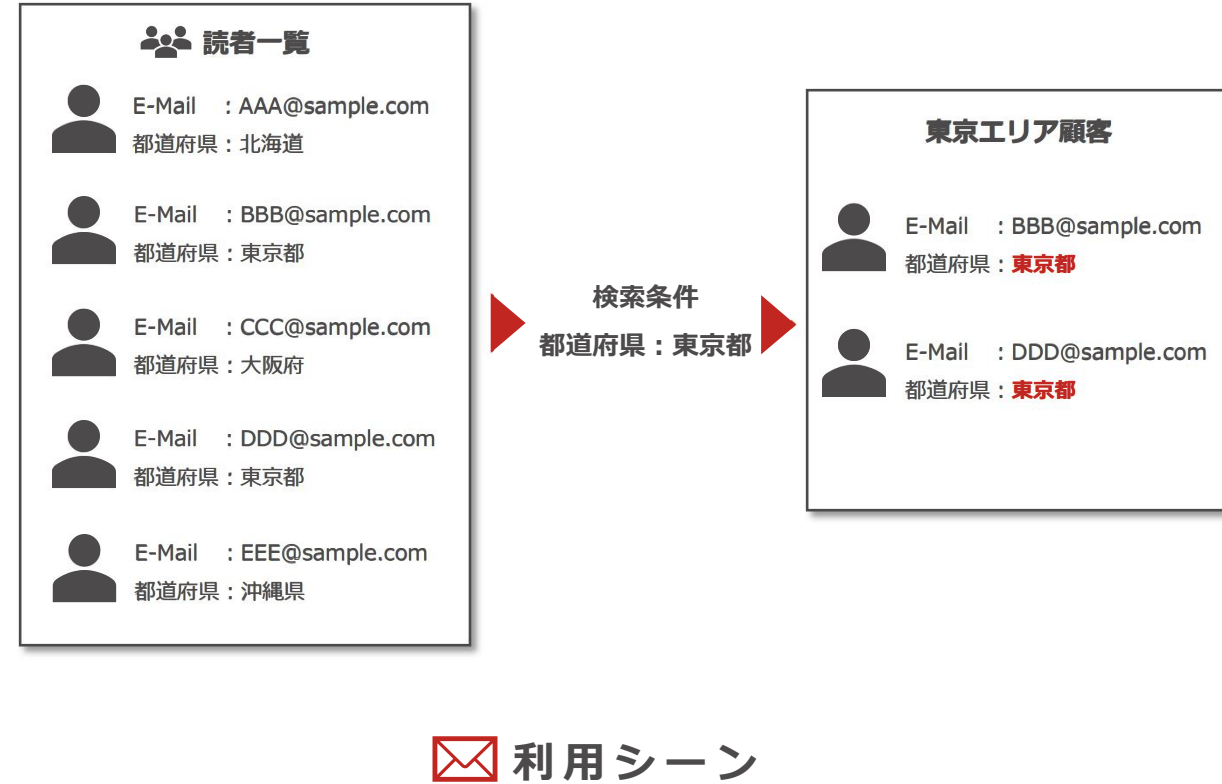 読者一覧
E-Mail : AAA@sample.com
都道府県：北海道
E-Mail : BBB@sample.com
都道府県：東京都
E-Mail : CCC@sample.com
都道府県：大阪府
E-Mail : DDD@sample.com
都道府県：東京都
E-Mail : EEE@sample.com
都道府県：沖縄県
検索条件
都道府県：東京都
東京エリア顧客
E-Mail : BBB@sample.com
都道府県：東京都
E-Mail : DDD@sample.com
都道府県：東京都
利用シーン